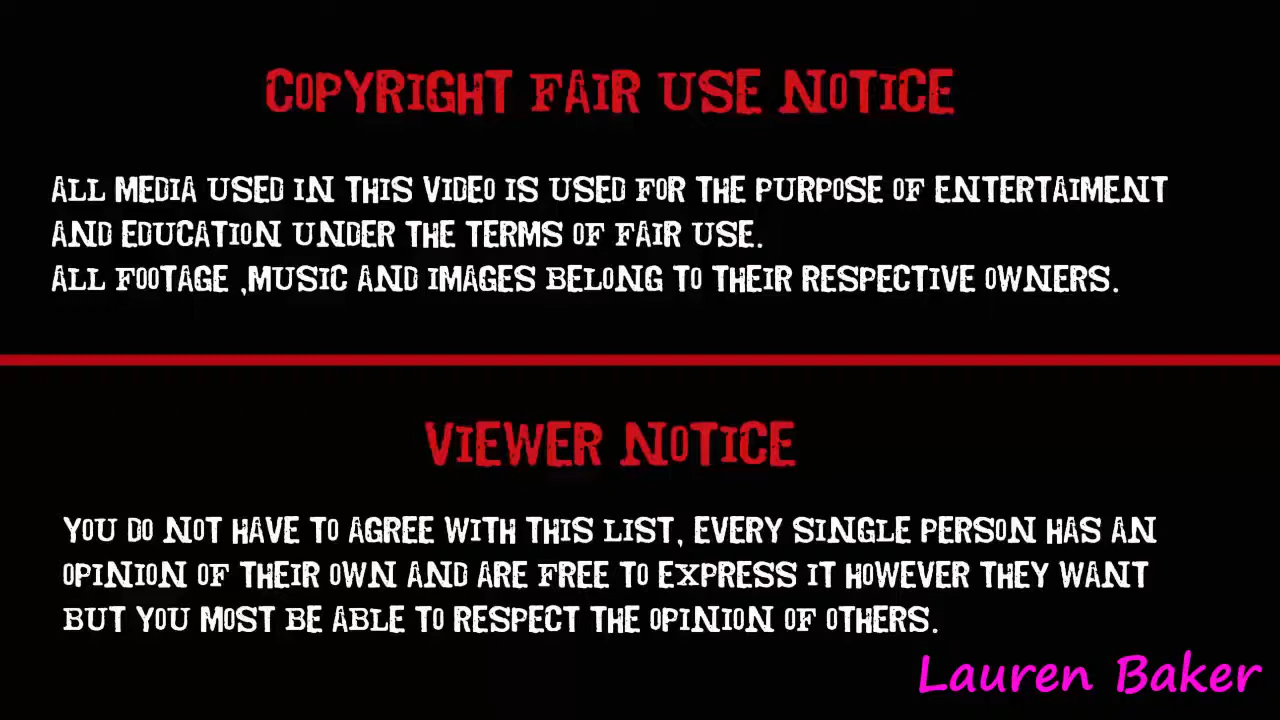 COPYRIGHT FAIR USE NOTICE
ALL MEDIA USED IN THIS VIDEO IS USED FOR THE PURPOSE OF ENTERTAIMENT
AND EDUCATION UNDER THE TERMS OF FAIR USE.
ALL FOOTAGE ,MUSIC AND IMAGES BELONG TO THEIR RESPECTIVE OWNERS.
VIEWER NOTICE
YOU DO NOT HAVE TO AGREE WITH THIS LIST, EVERY SINGLE PERSON HAS AN
OPINION OF THEIR OWN AND ARE FREE TO EXPRESS IT HOWEVER THEY WANT
BUT YOU MOST BE ABLE TO RESPECT THE OPINION OF OTHERS.
Lauren Baker